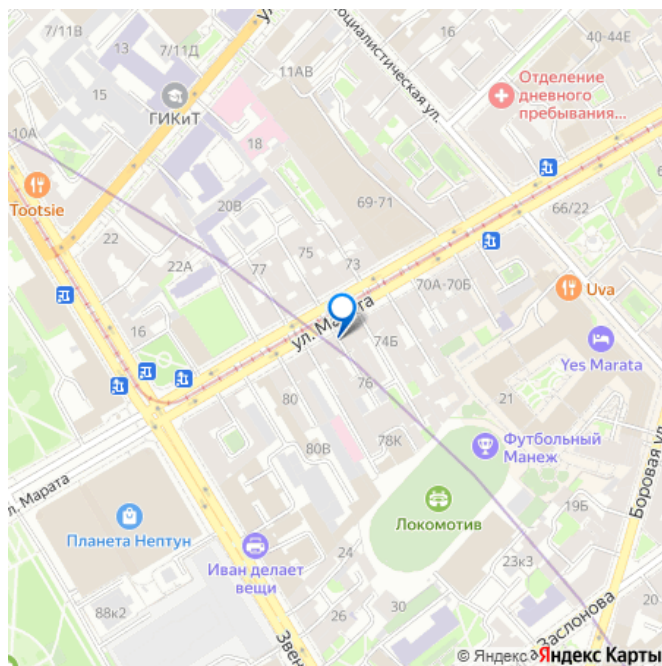 7/11В
13
7/11Д
ул
Социалистическая ул.
40-44Е
15
ГИКиТ
11АВ
Отделение
дневного
пребывания...
10А
18
Tootsie
20В
69-71
66/22
22
75
73
22А
77
70А-70Б
Uva
ул. Марата
16
74Б
Yes Marata
76
80
21
78К
80В
Футбольный
Манеж
Боровая ул.
л. Марата
Локомотив
19Б
Планета Нептун
Иван делает
вещи
24
23к3
88к2
26
30
20
Звен
Заслонова
© Яндекс
Яндекс Карты